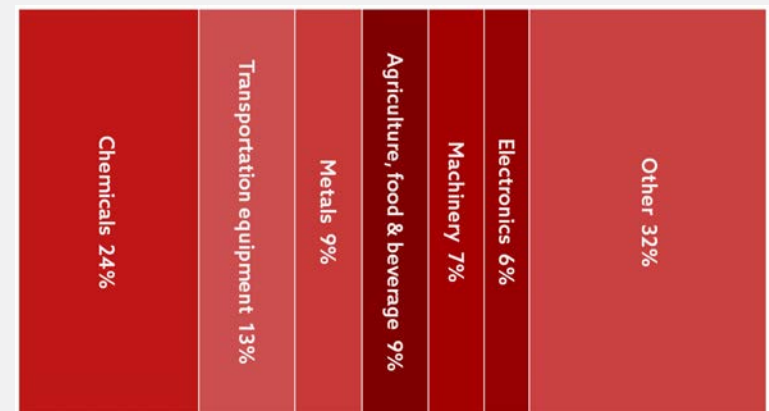 Chemicals 24%
Transportation equipment 13%
Metals 9%
Agriculture, food & beverage 9%
Machinery 7%
Electronics 6%
Other 32%